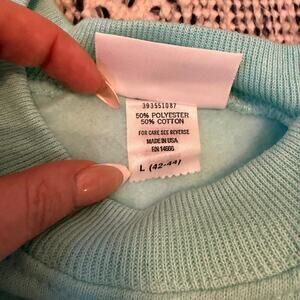 393551087
50% POLYESTER
50% COTTON
FOR CARE SEE REVERSE
MADE IN USA
RN 14666
L (42-44)